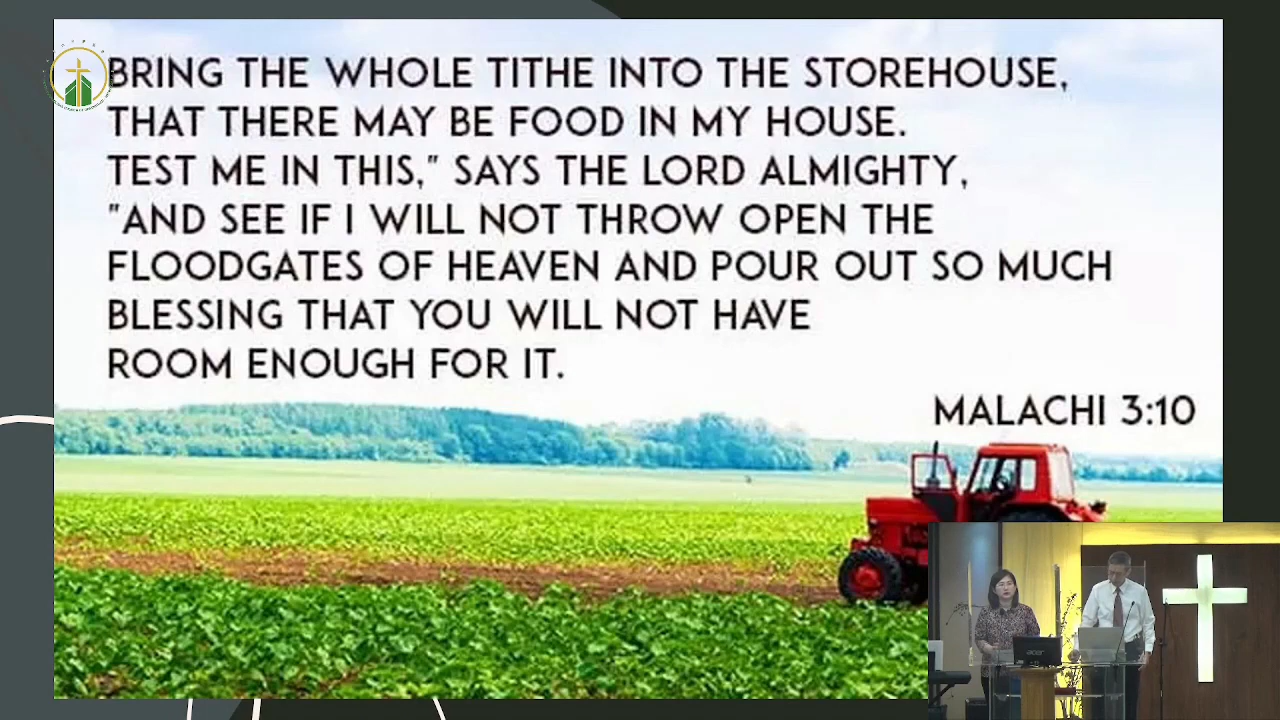 BRING THE WHOLE TITHE INTO THE STOREHOUSE,
THAT THERE MAY BE FOOD IN MY HOUSE.
TEST ME IN THIS," SAYS THE LORD ALMIGHTY,
"AND SEE IF I WILL NOT THROW OPEN THE
FLOODGATES OF HEAVEN AND POUR OUT SO MUCH
BLESSING THAT YOU WILL NOT HAVE
ROOM ENOUGH FOR IT.
MALACHI 3:10
acer